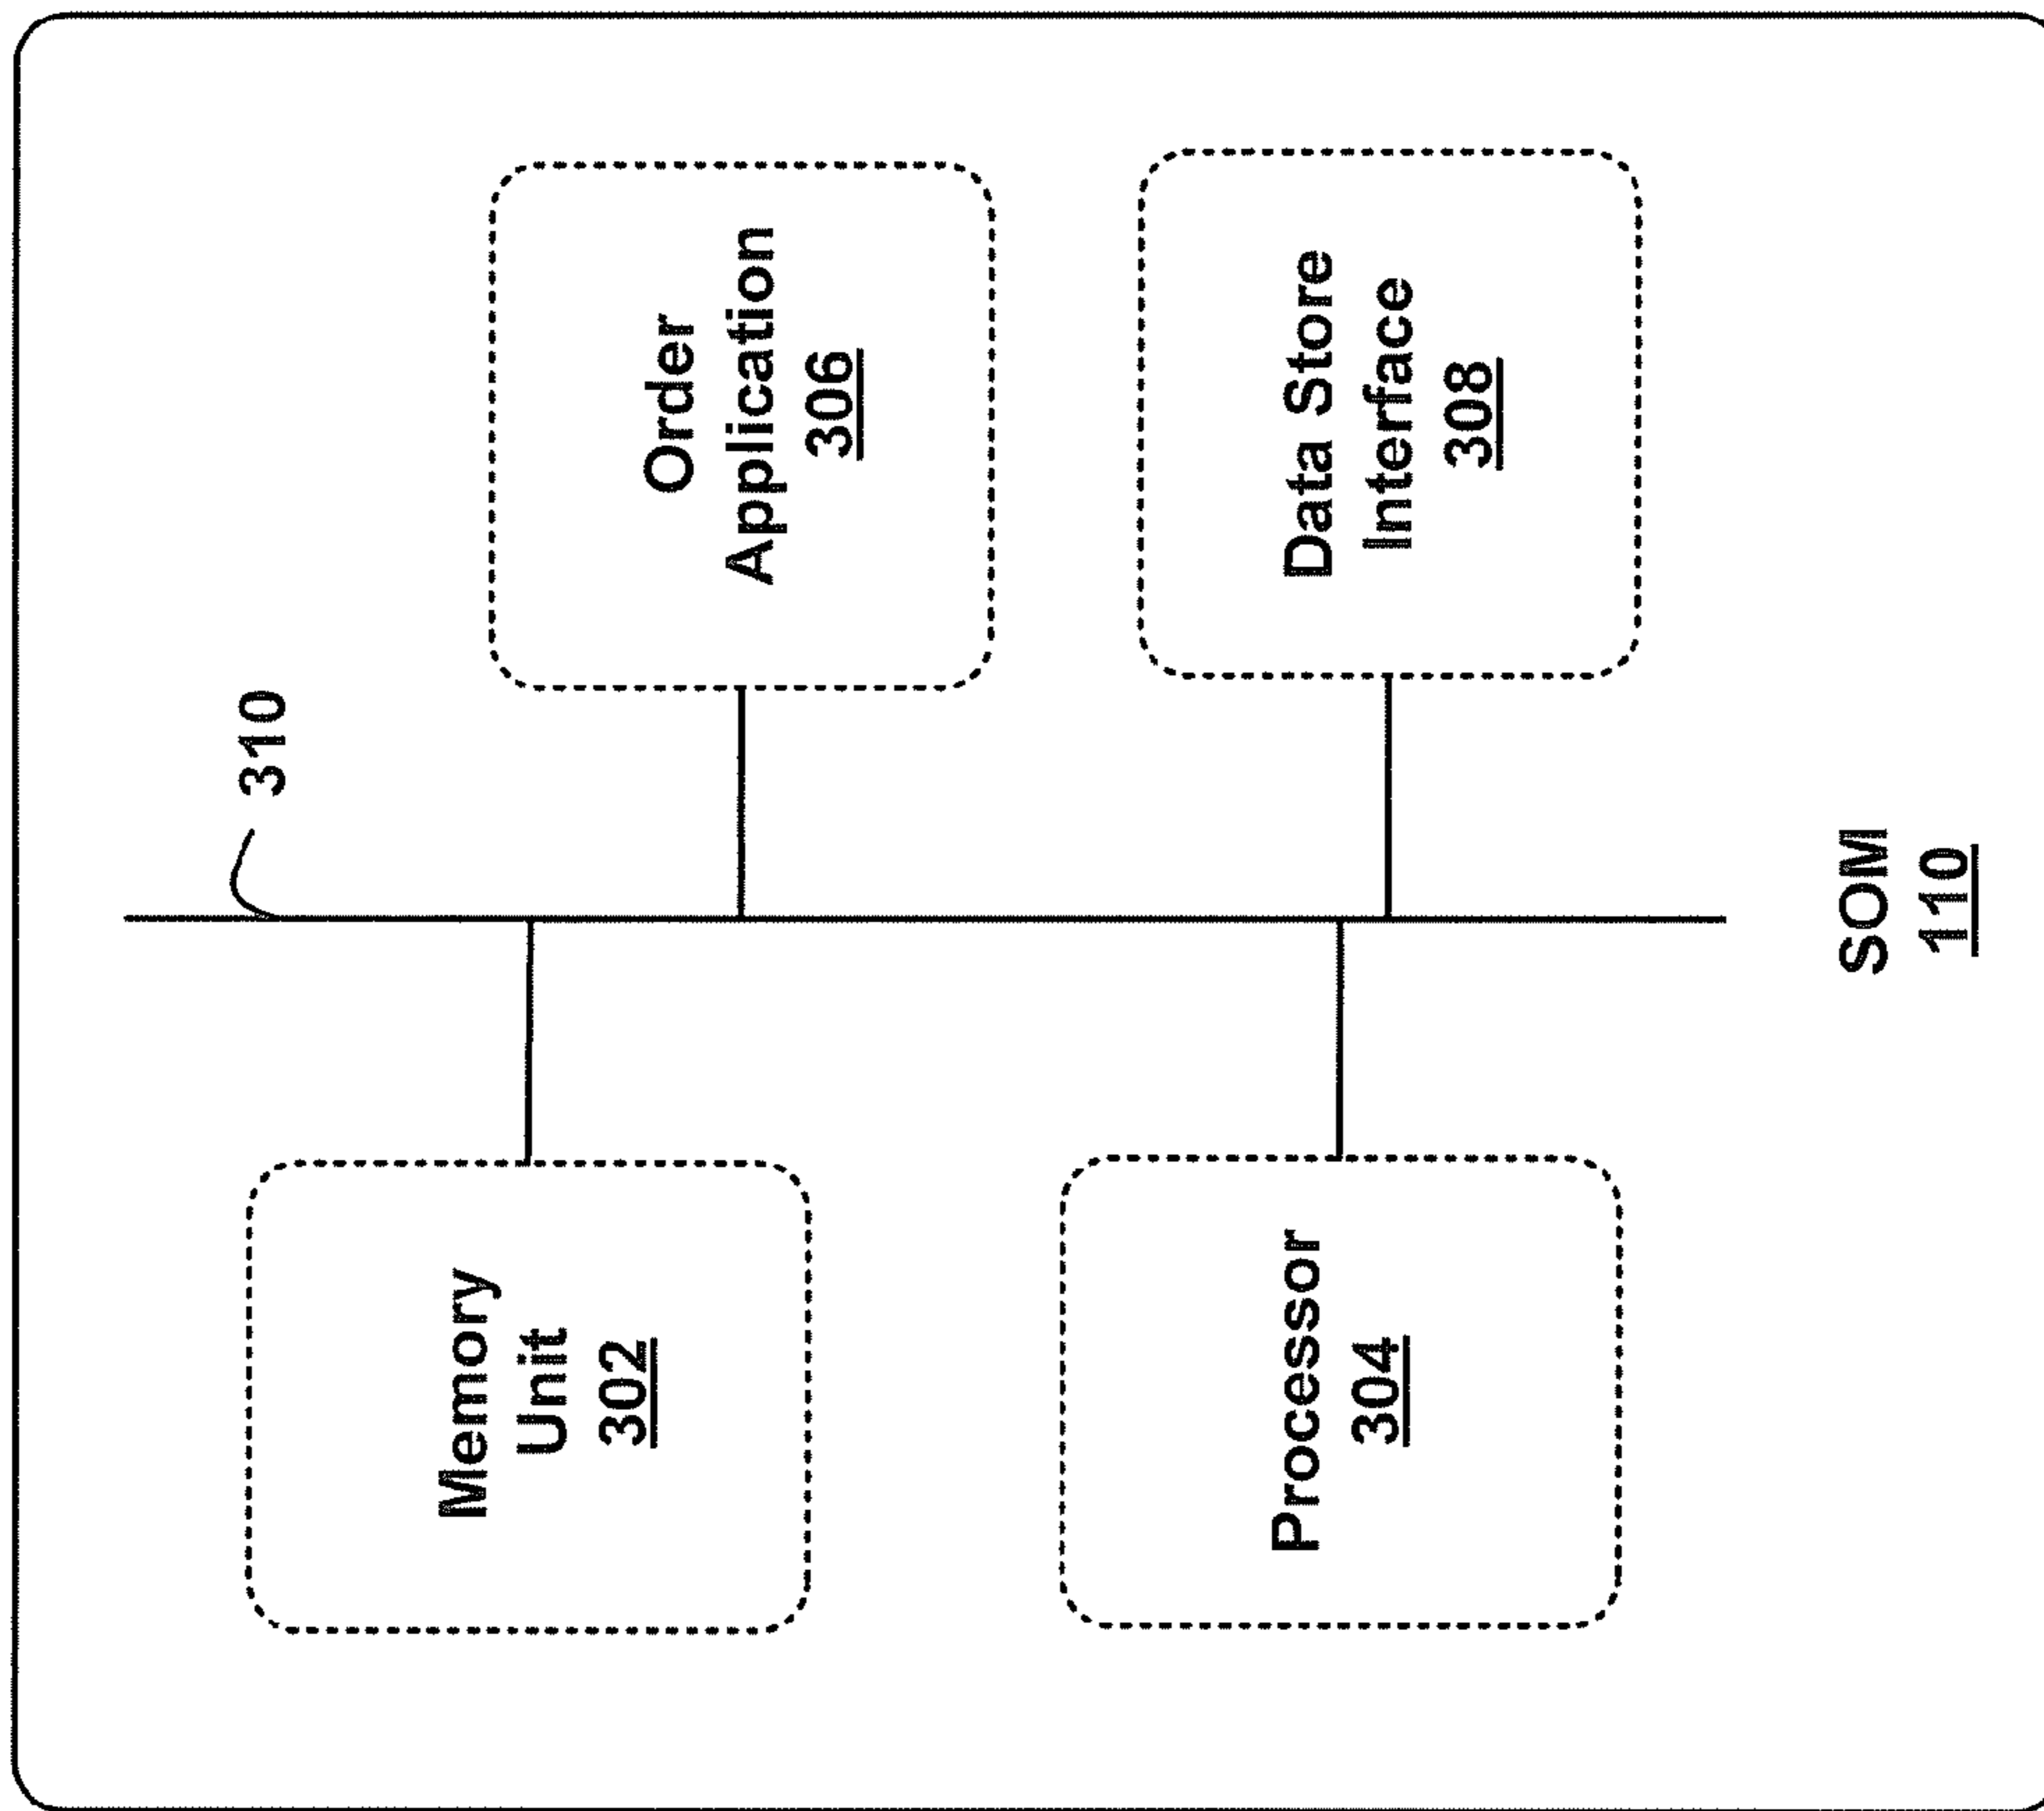 Memory
Unit
302
Processor
304
310
Order
Application
306
Data Store
Interface
308
SOM
110